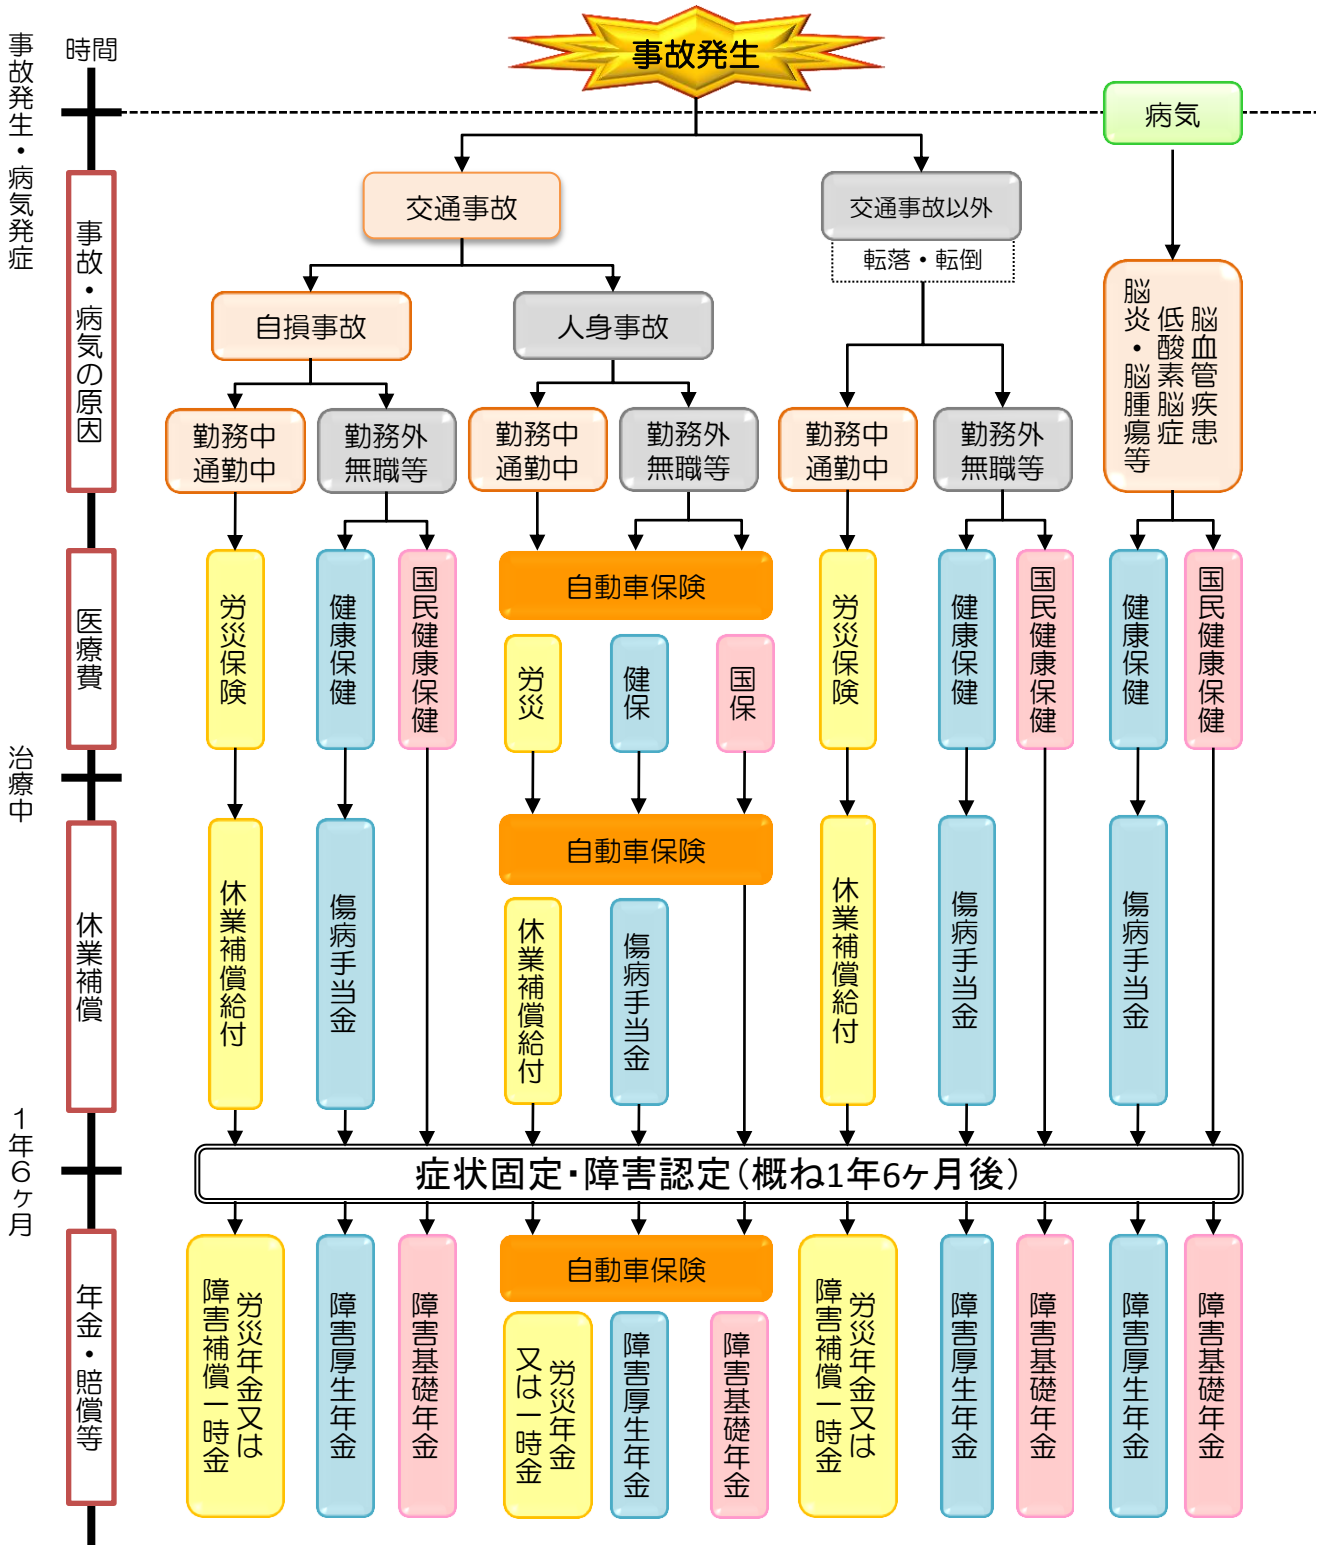 事故発生・病気発症
時間
事故発生
病気
事故・病気の原因
交通事故
交通事故以外
転落・転倒
自損事故
人身事故
脳血管疾患
低酸素脳症
脳炎・脳腫瘍等
勤務中
通勤中
勤務外
無職等
勤務中
通勤中
勤務外
無職等
勤務中
通勤中
勤務外
無職等
医療費
労災保険
健康保健
国民健康保健
自動車保険
労災
健保
国保
労災保険
健康保健
国民健康保健
健康保健
国民健康保健
治療中
休業補償
休業補償給付
傷病手当金
自動車保険
休業補償給付
傷病手当金
休業補償給付
傷病手当金
傷病手当金
1年6ヶ月
症状固定・障害認定（概ね1年6ヶ月後）
年金・賠償等
労災年金又は
障害補償一時金
障害厚生年金
障害基礎年金
自動車保険
労災年金
又は一時金
障害厚生年金
障害基礎年金
労災年金又は
障害補償一時金
障害厚生年金
障害基礎年金
障害厚生年金
障害基礎年金